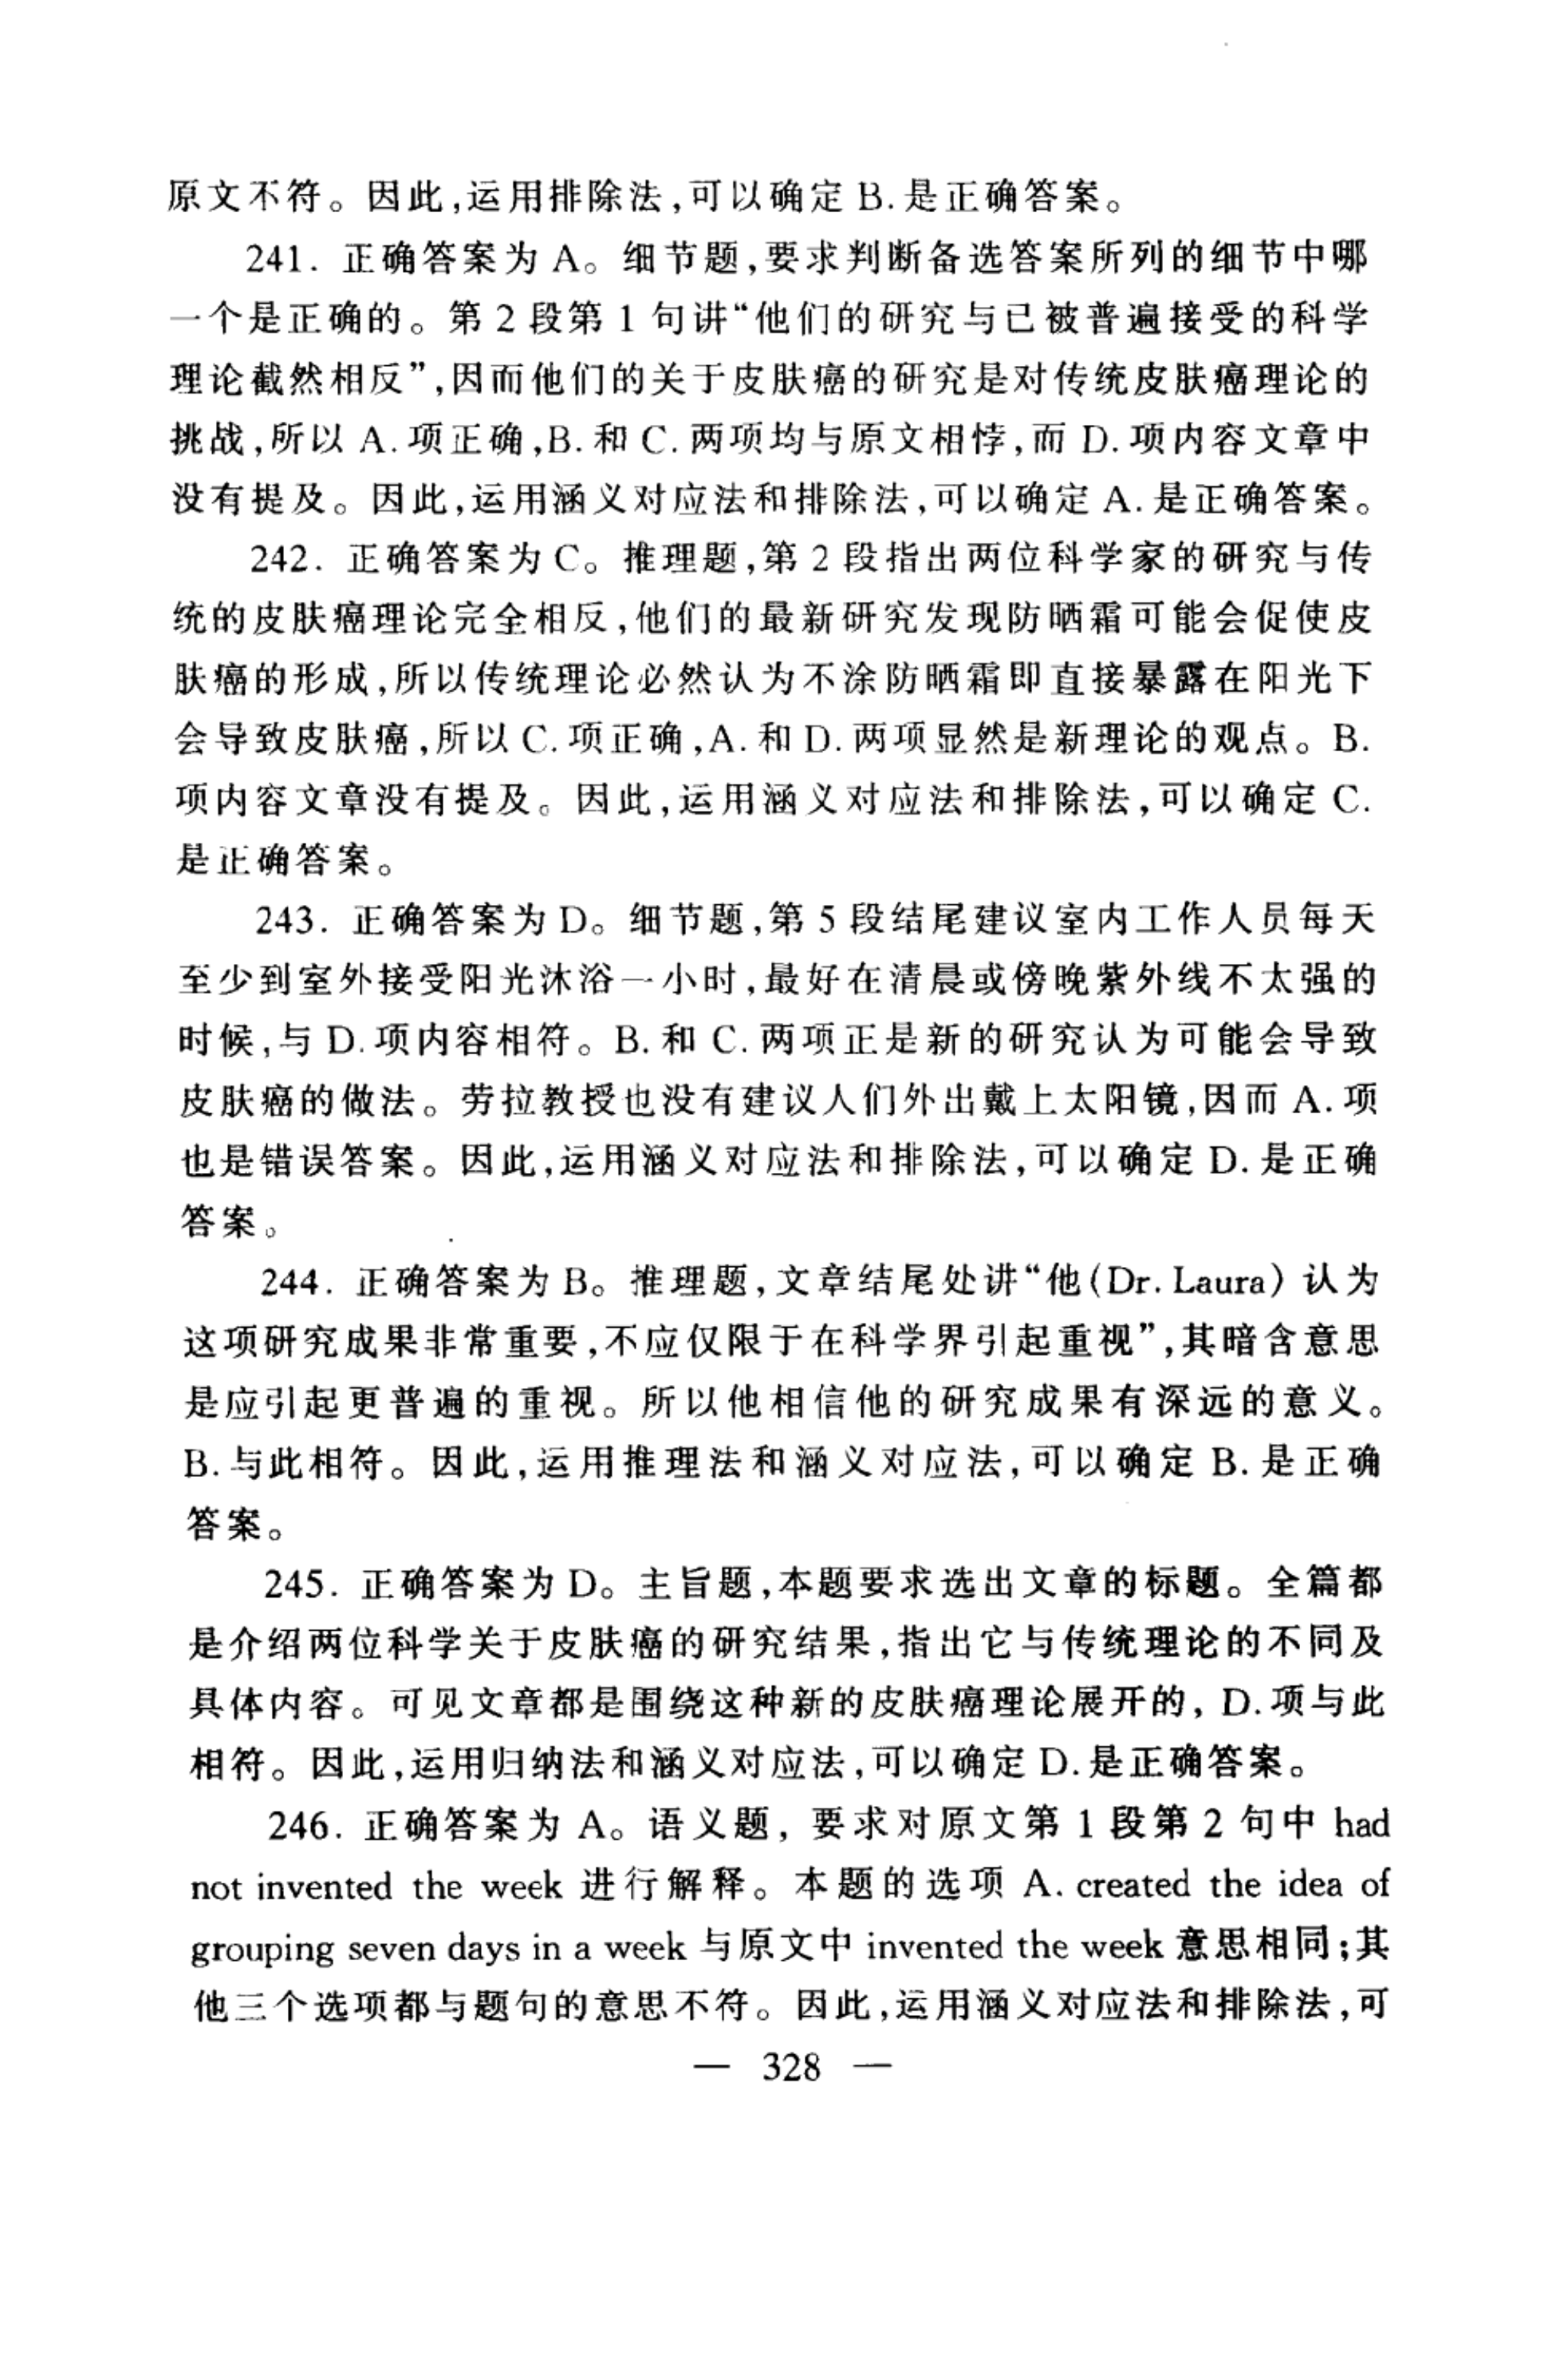 原文不符。因此,运用排除法,可以确定 B. 是正确答案。
241. 正确答案为 A。细节题,要求判断备选答案所列的细节中哪
一个是正确的。第 2 段第 1 句讲“他们的研究与已被普遍接受的科学
理论截然相反”,因而他们的关于皮肤癌的研究是对传统皮肤癌理论的
挑战,所以 A. 项正确,B. 和 C. 两项均与原文相悖,而 D. 项内容文章中
没有提及。因此,运用涵义对应法和排除法,可以确定 A. 是正确答案。
242. 正确答案为 C。推理题,第 2 段指出两位科学家的研究与传
统的皮肤癌理论完全相反,他们的最新研究发现防晒霜可能会促使皮
肤癌的形成,所以传统理论必然认为不涂防晒霜即直接暴露在阳光下
会导致皮肤癌,所以 C. 项正确,A. 和 D. 两项显然是新理论的观点。B.
项内容文章没有提及。因此,运用涵义对应法和排除法,可以确定 C.
是正确答案。
243. 正确答案为 D。细节题,第 5 段结尾建议室内工作人员每天
至少到室外接受阳光沐浴一小时,最好在清晨或傍晚紫外线不太强的
时候,与 D. 项内容相符。B. 和 C. 两项正是新的研究认为可能会导致
皮肤癌的做法。劳拉教授也没有建议人们外出戴上太阳镜,因而 A. 项
也是错误答案。因此,运用涵义对应法和排除法,可以确定 D. 是正确
答案。
244. 正确答案为 B。推理题,文章结尾处讲“他(Dr. Laura) 认为
这项研究成果非常重要,不应仅限于在科学界引起重视”,其暗含意思
是应引起更普遍的重视。所以他相信他的研究成果有深远的意义。
B. 与此相符。因此,运用推理法和涵义对应法,可以确定 B. 是正确
答案。
245. 正确答案为 D。主旨题,本题要求选出文章的标题。全篇都
是介绍两位科学关于皮肤癌的研究结果,指出它与传统理论的不同及
具体内容。可见文章都是围绕这种新的皮肤癌理论展开的, D. 项与此
相符。因此,运用归纳法和涵义对应法,可以确定 D. 是正确答案。
246. 正确答案为 A。语义题, 要求对原文第 1 段第 2 句中 had
not invented the week 进行解释。本题的选项 A. created the idea of
grouping seven days in a week 与原文中 invented the week 意思相同;其
他三个选项都与题句的意思不符。因此,运用涵义对应法和排除法,可
— 328 —